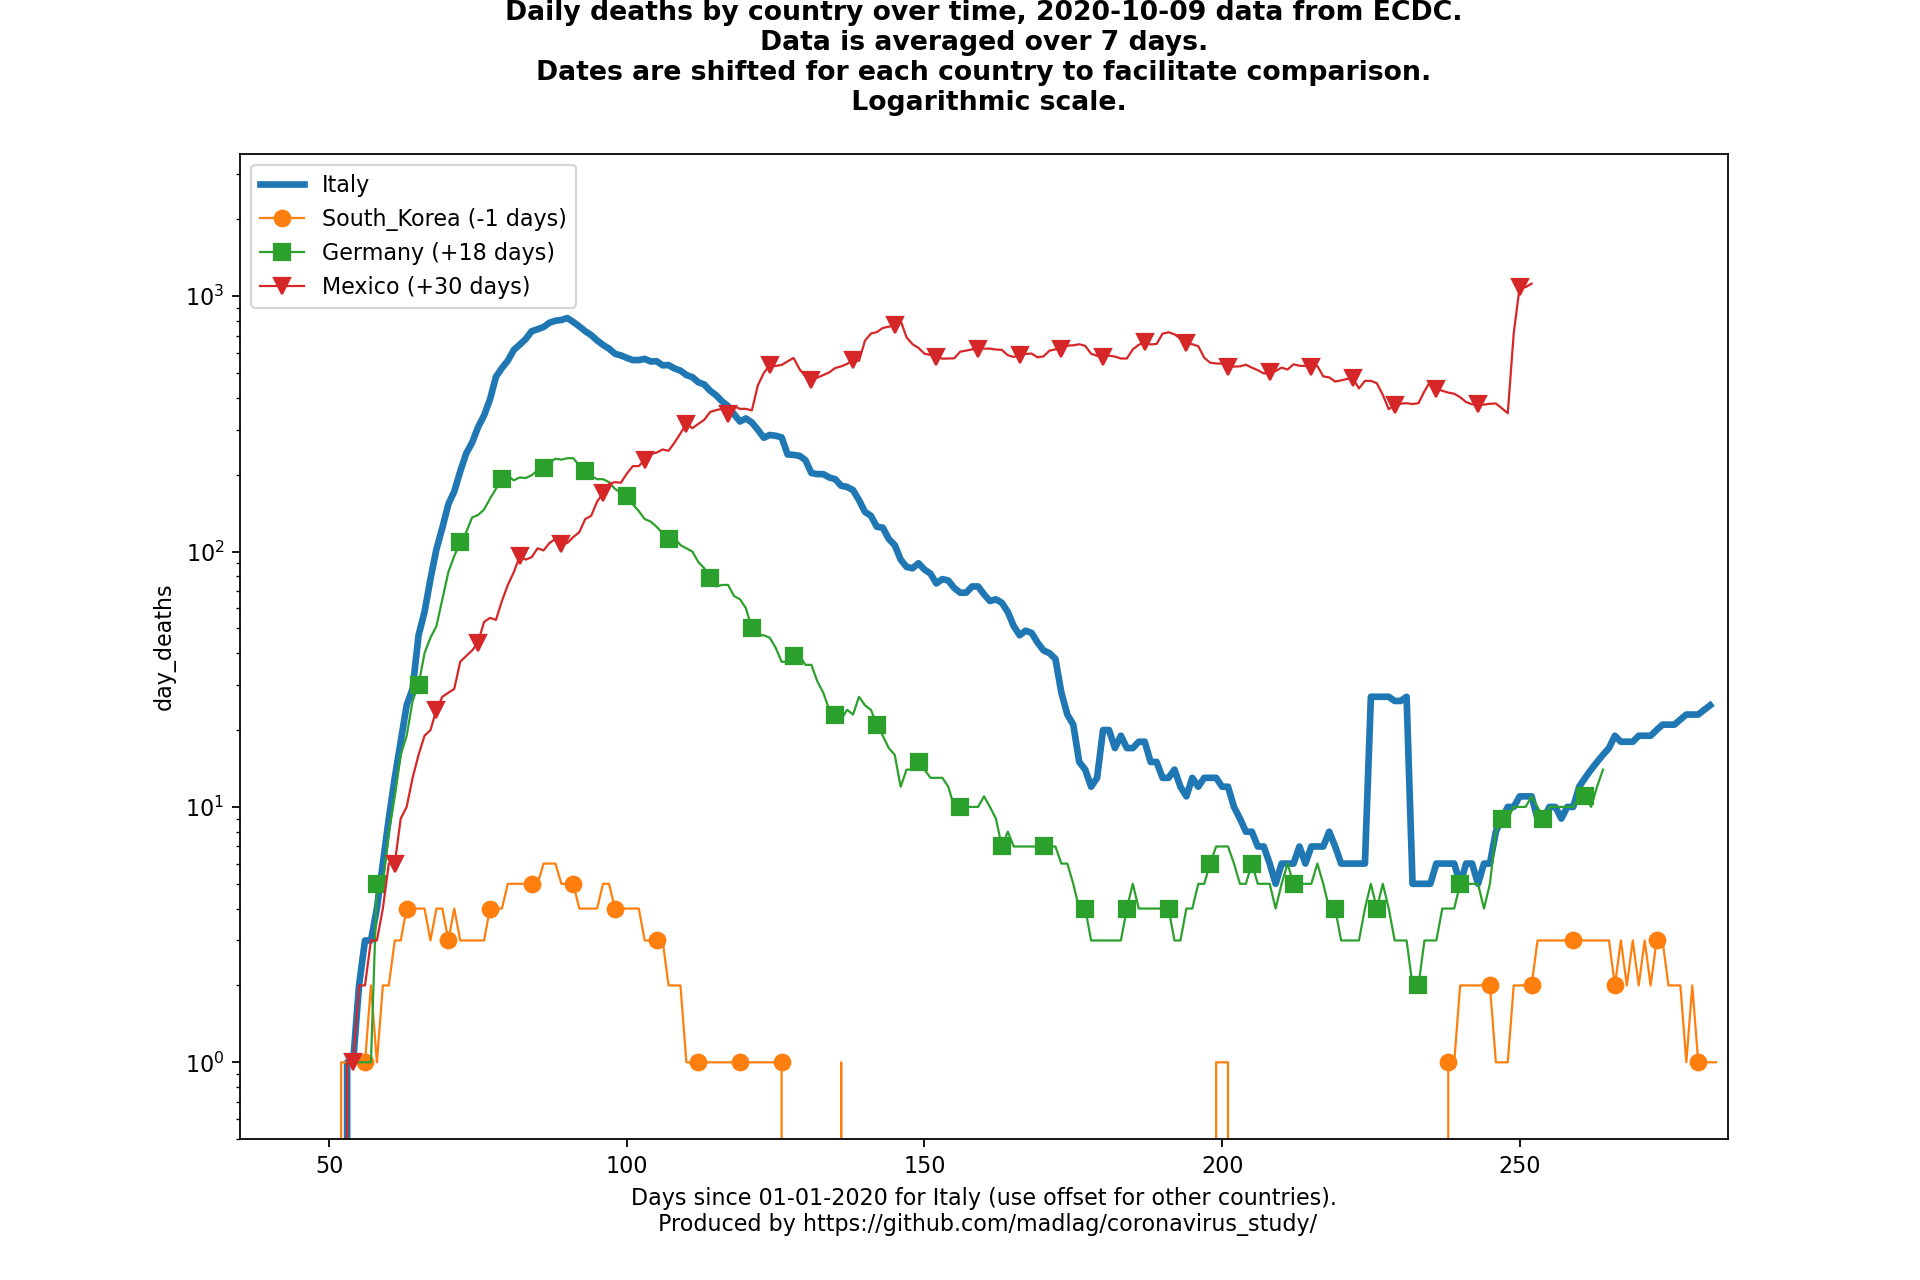 Daily deaths by country over time, 2020-10-09 data from ECDC.
Data is averaged over 7 days.
Dates are shifted for each country to facilitate comparison.
Logarithmic scale.
Italy
South_Korea (-1 days)
Germany (+18 days)
Mexico (+30 days)
10³
10²
10¹
10⁰
day_deaths
50 100 150 200 250
Days since 01-01-2020 for Italy (use offset for other countries).
Produced by https://github.com/madlag/coronavirus_study/